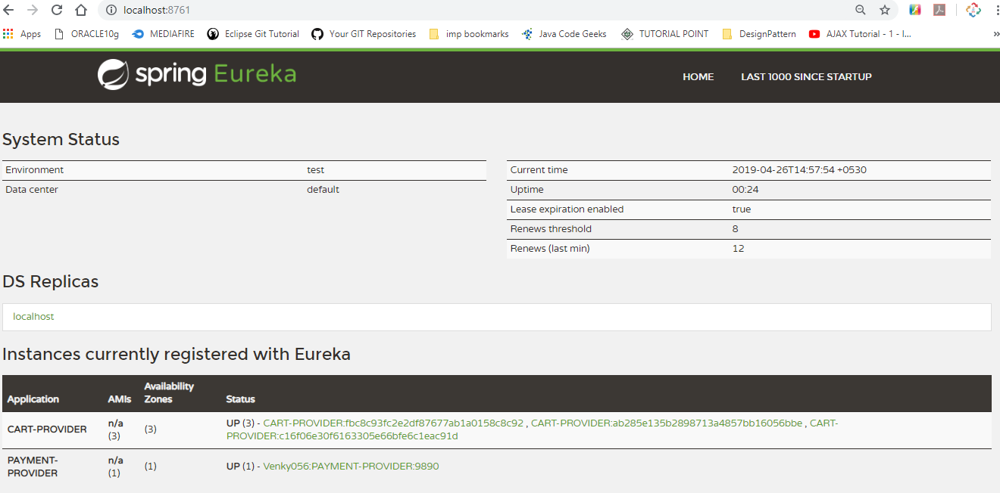 localhost:8761
Apps ORACLE10g MEDIAFIRE Eclipse Git Tutorial Your GIT Repositories imp bookmarks Java Code Geeks TUTORIAL POINT DesignPattern AJAX Tutorial - 1 - I... »
spring Eureka HOME LAST 1000 SINCE STARTUP
System Status
Environment test
Data center default
Current time 2019-04-26T14:57:54 +0530
Uptime 00:24
Lease expiration enabled true
Renews threshold 8
Renews (last min) 12
DS Replicas
localhost
Instances currently registered with Eureka
Application AMIs Availability Zones Status
CART-PROVIDER n/a (3) (3) UP (3) - CART-PROVIDER:fbc8c93fc2e2df87677ab1a0158c8c92 , CART-PROVIDER:ab285e135b2898713a4857bb16056bbe , CART-
PROVIDER:c16f06e30f6163305e66bfe6c1eac91d
PAYMENT-PROVIDER n/a (1) (1) UP (1) - Venky056:PAYMENT-PROVIDER:9890